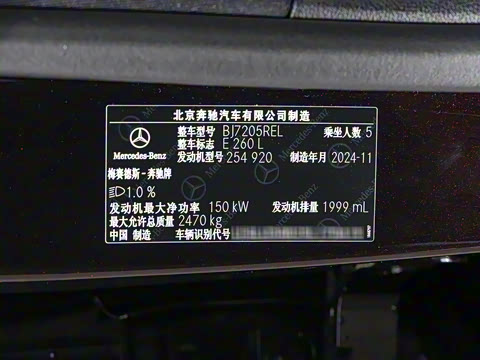 北京奔驰汽车有限公司制造
整车型号 BJ7205REL 乘坐人数 5
整车标志 E 260 L
Mercedes-Benz 发动机型号 254 920 制造年月 2024-11
梅赛德斯-奔驰牌
1.0 %
发动机最大净功率 150 kW 发动机排量 1999 mL
最大允许总质量 2470 kg
中国 制造 车辆识别代号